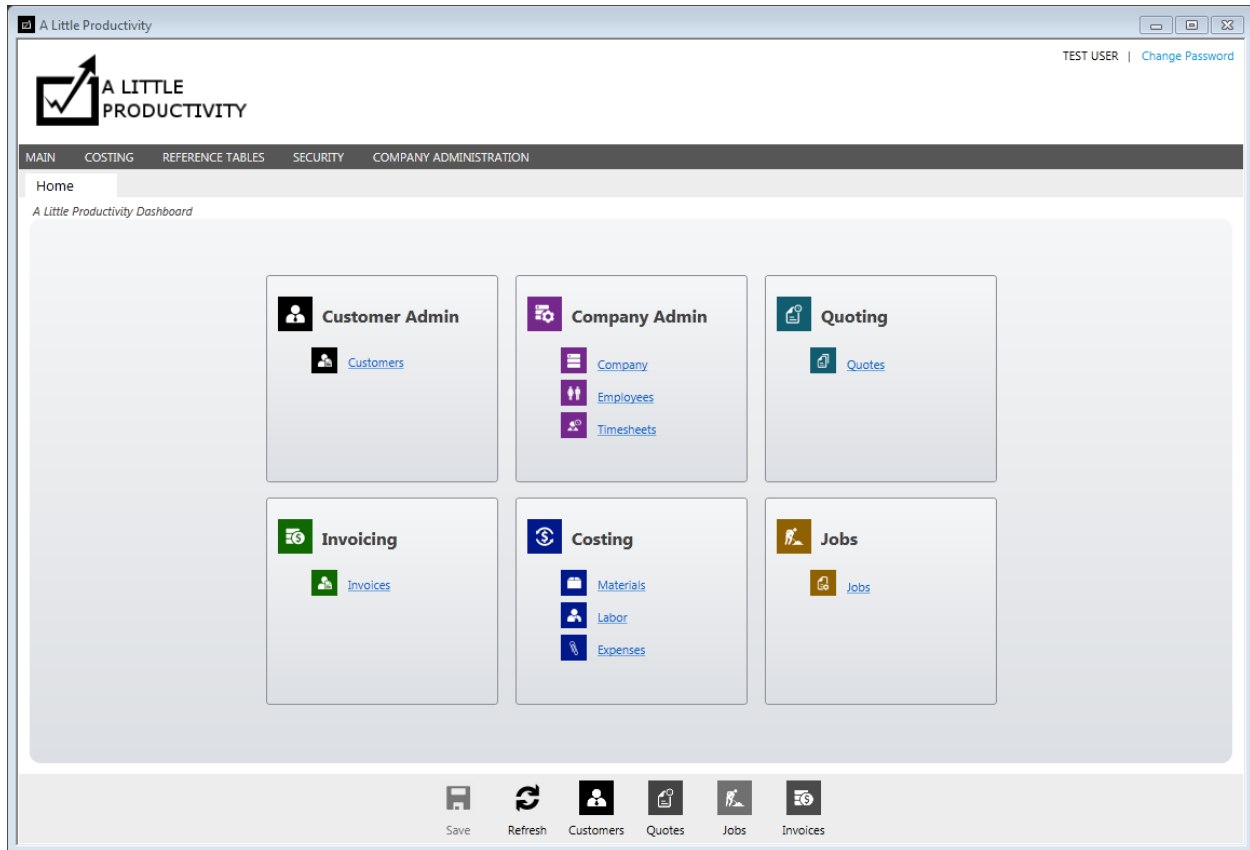 A Little Productivity
TEST USER | Change Password
A LITTLE
PRODUCTIVITY
MAIN COSTING REFERENCE TABLES SECURITY COMPANY ADMINISTRATION
Home
A Little Productivity Dashboard
Customer Admin
Customers
Company Admin
Company
Employees
Timesheets
Quoting
Quotes
Invoicing
Invoices
Costing
Materials
Labor
Expenses
Jobs
Jobs
Save Refresh Customers Quotes Jobs Invoices